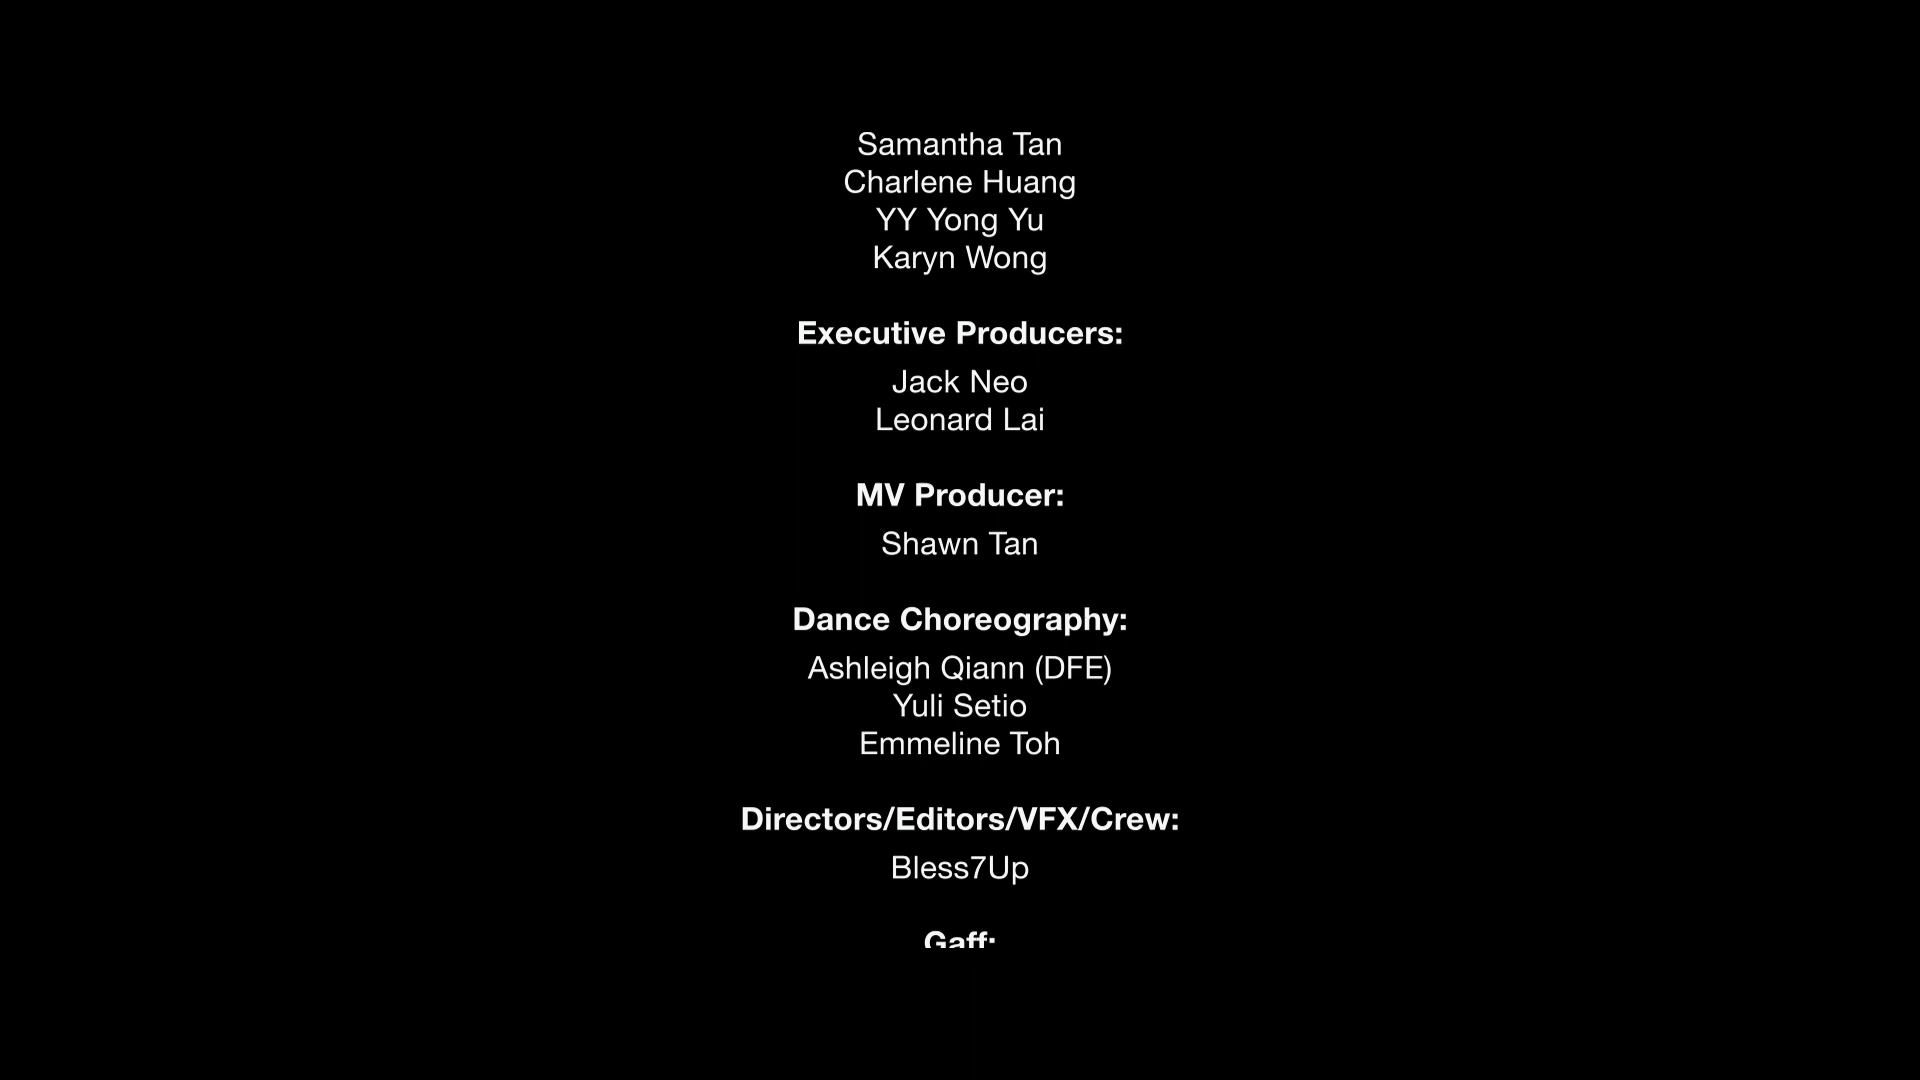 Samantha Tan
Charlene Huang
YY Yong Yu
Karyn Wong
Executive Producers:
Jack Neo
Leonard Lai
MV Producer:
Shawn Tan
Dance Choreography:
Ashleigh Qiann (DFE)
Yuli Setio
Emmeline Toh
Directors/Editors/VFX/Crew:
Bless7Up
Gaff: